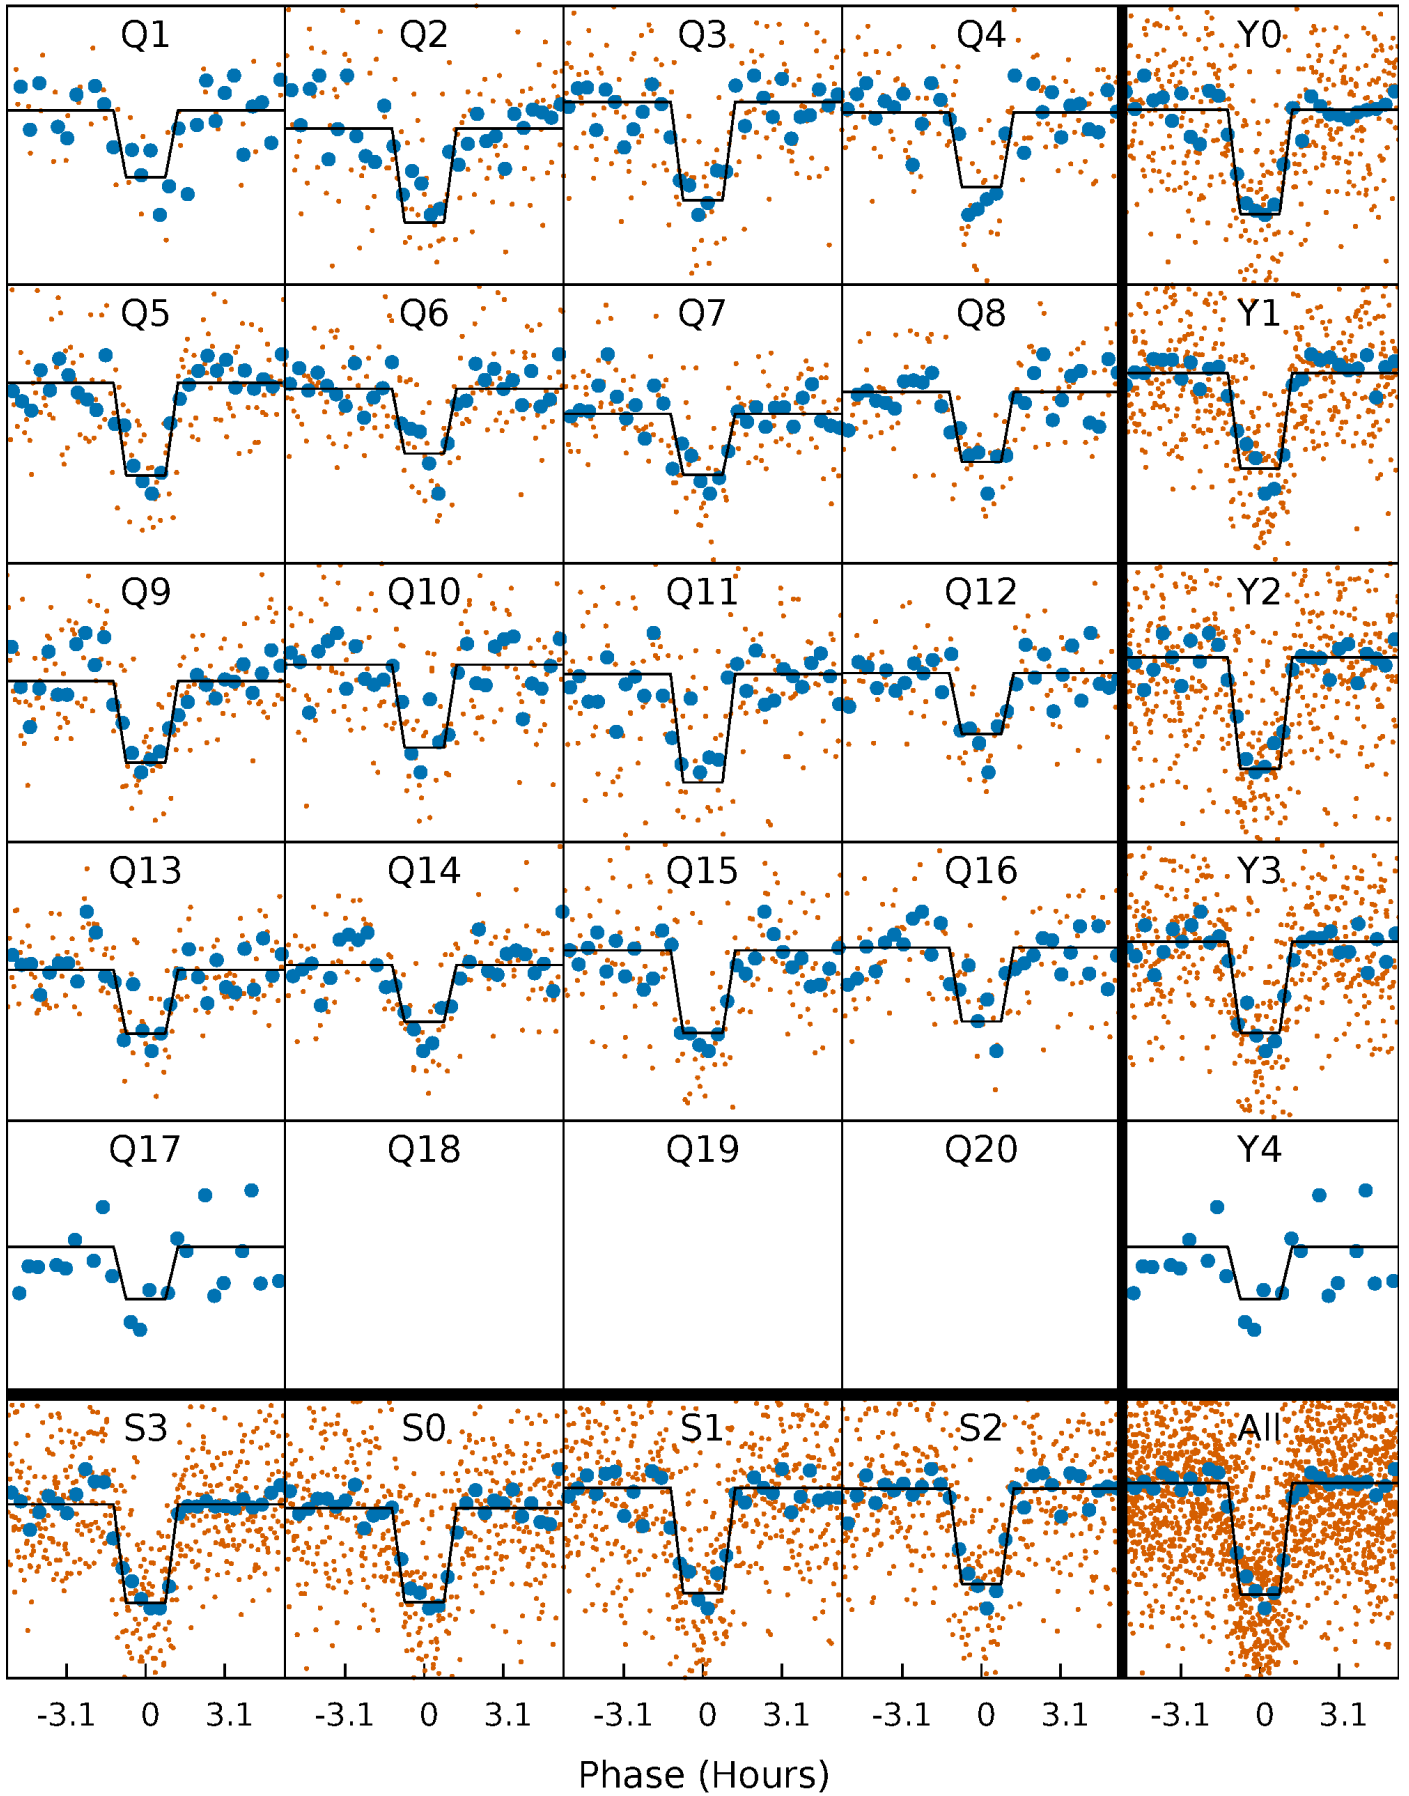 Q1 Q2 Q3 Q4 Y0
Q5 Q6 Q7 Q8 Y1
Q9 Q10 Q11 Q12 Y2
Q13 Q14 Q15 Q16 Y3
Q17 Q18 Q19 Q20 Y4
S3 S0 S1 S2 All
-3.1 0 3.1 -3.1 0 3.1 -3.1 0 3.1 -3.1 0 3.1 -3.1 0 3.1
Phase (Hours)